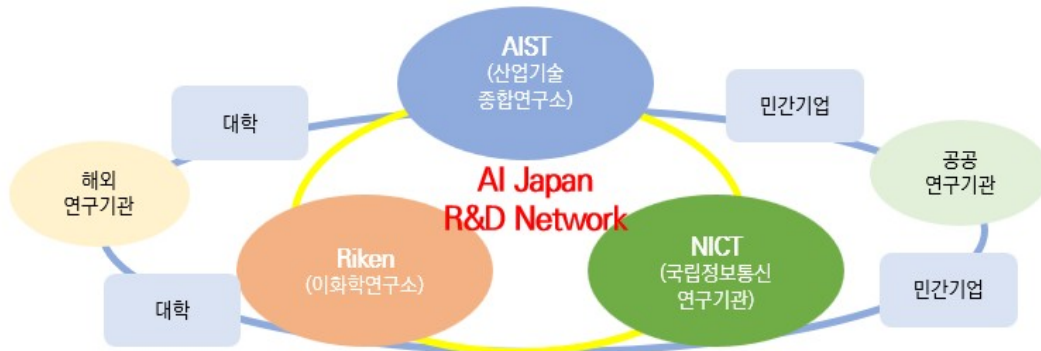 AIST
(산업기술
종합연구소)
대학
민간기업
해외
연구기관
공공
연구기관
AI Japan
R&D Network
Riken
(이화학연구소)
NICT
(국립정보통신
연구기관)
대학
민간기업